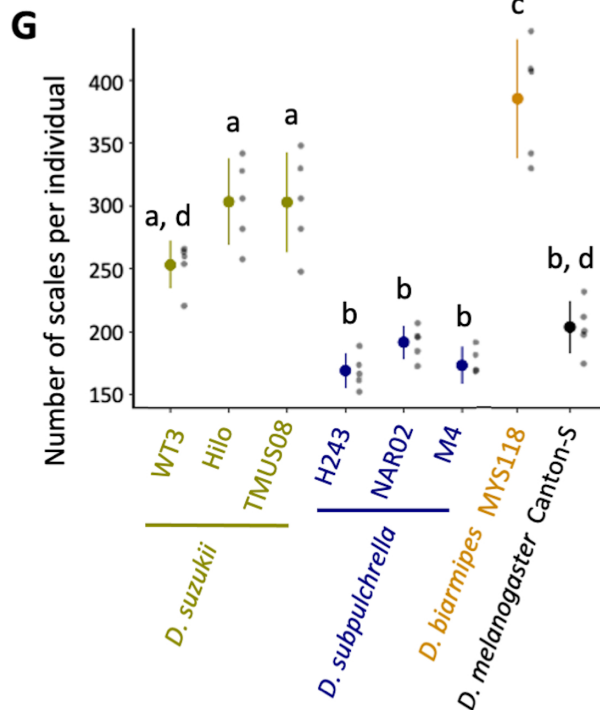 G
c
a
a
a, d
b
b
b
b, d
Number of scales per individual
400
350
300
250
200
150
WT3
Hilo
TMUS08
H243
NAR02
M4
D. biarmipes MYS118
D. melanogaster Canton-S
D. suzukii
D. subpulchrella